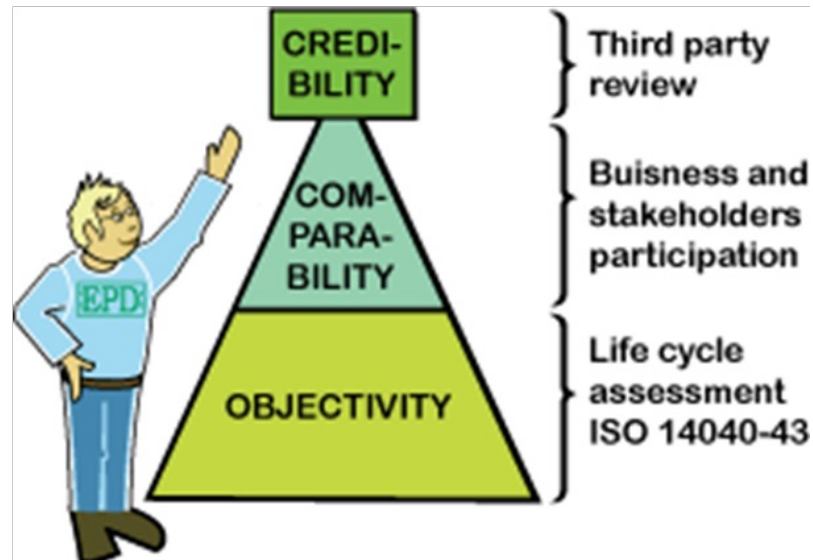 CREDI-
BILITY
Third party
review
COM-
PARA-
BILITY
Buisness and
stakeholders
participation
EPD
OBJECTIVITY
Life cycle
assessment
ISO 14040-43